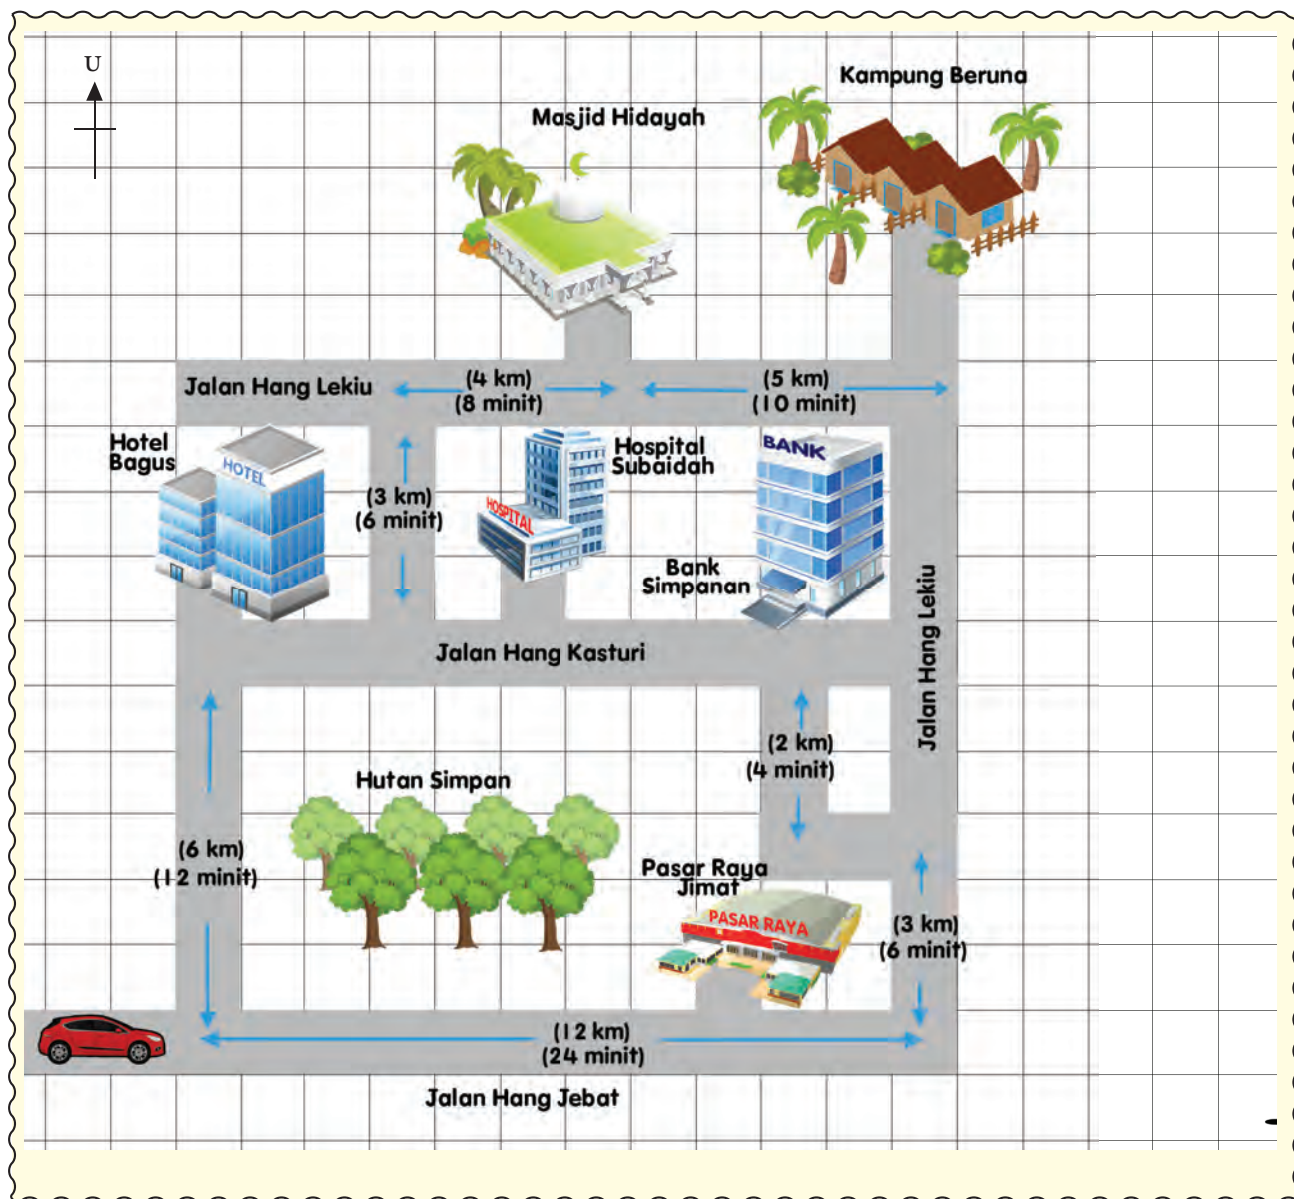 U
Kampung Beruna
Masjid Hidayah
Jalan Hang Lekiu
(4 km)
(8 minit)
(5 km)
(10 minit)
Hotel
Bagus
HOTEL
(3 km)
(6 minit)
HOSPITAL
Hospital
Subaidah
BANK
Bank
Simpanan
Jalan Hang Lekiu
Jalan Hang Kasturi
(2 km)
(4 minit)
Hutan Simpan
(6 km)
(12 minit)
Pasar Raya
Jimat
PASAR RAYA
(3 km)
(6 minit)
(12 km)
(24 minit)
Jalan Hang Jebat